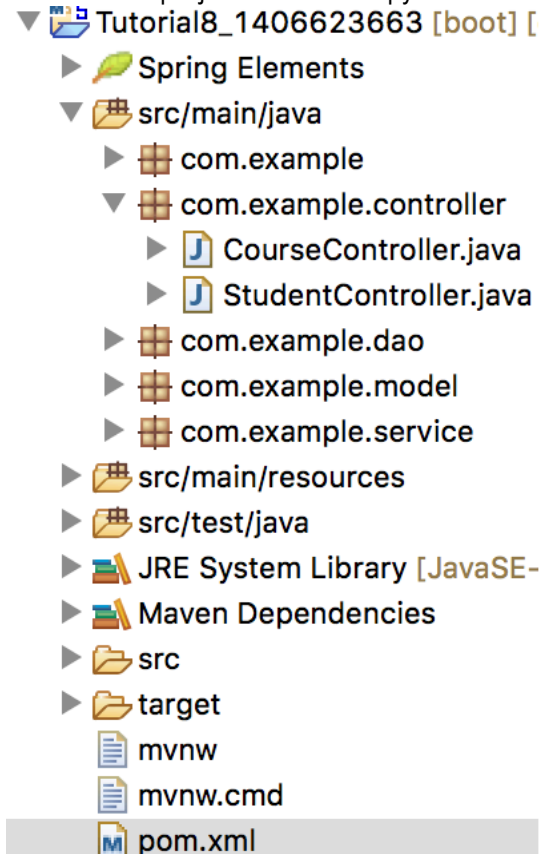 Tutorial8_1406623663 [boot] [
Spring Elements
src/main/java
com.example
com.example.controller
CourseController.java
StudentController.java
com.example.dao
com.example.model
com.example.service
src/main/resources
src/test/java
JRE System Library [JavaSE-
Maven Dependencies
src
target
mvnw
mvnw.cmd
pom.xml